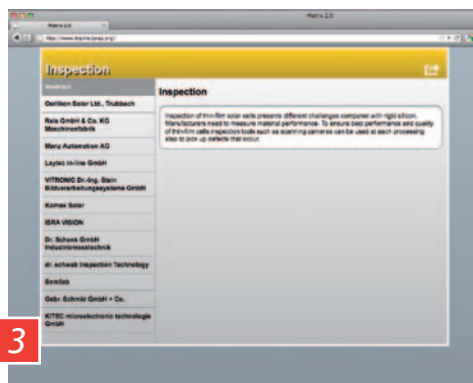 Matrix 2.0
Matrix 2.0
Inspection
Abstract
Inspection
Oerlikon Solar Ltd., Trubbach
Reis GmbH & Co. KG
Maschinenfabrik
Manz Automation AG
Laytec in-line GmbH
VITRONIC Dr.-Ing. Stein
Bildverarbeitungssysteme GmbH
Komax Solar
ISRA VISION
Dr. Schenk GmbH
Industriemesstechnik
dr. schwab Inspection Technology
Semilab
Gebr. Schmid GmbH + Co.
KITEC microelectronic technologie
GmbH
Inspection of thin-film solar cells presents different challenges compared with rigid silicon.
Manufacturers need to measure material performance. To ensure best performance and quality
of thin-film cells inspection tools such as scanning cameras can be used at each processing
step to pick up defects that occur.
3